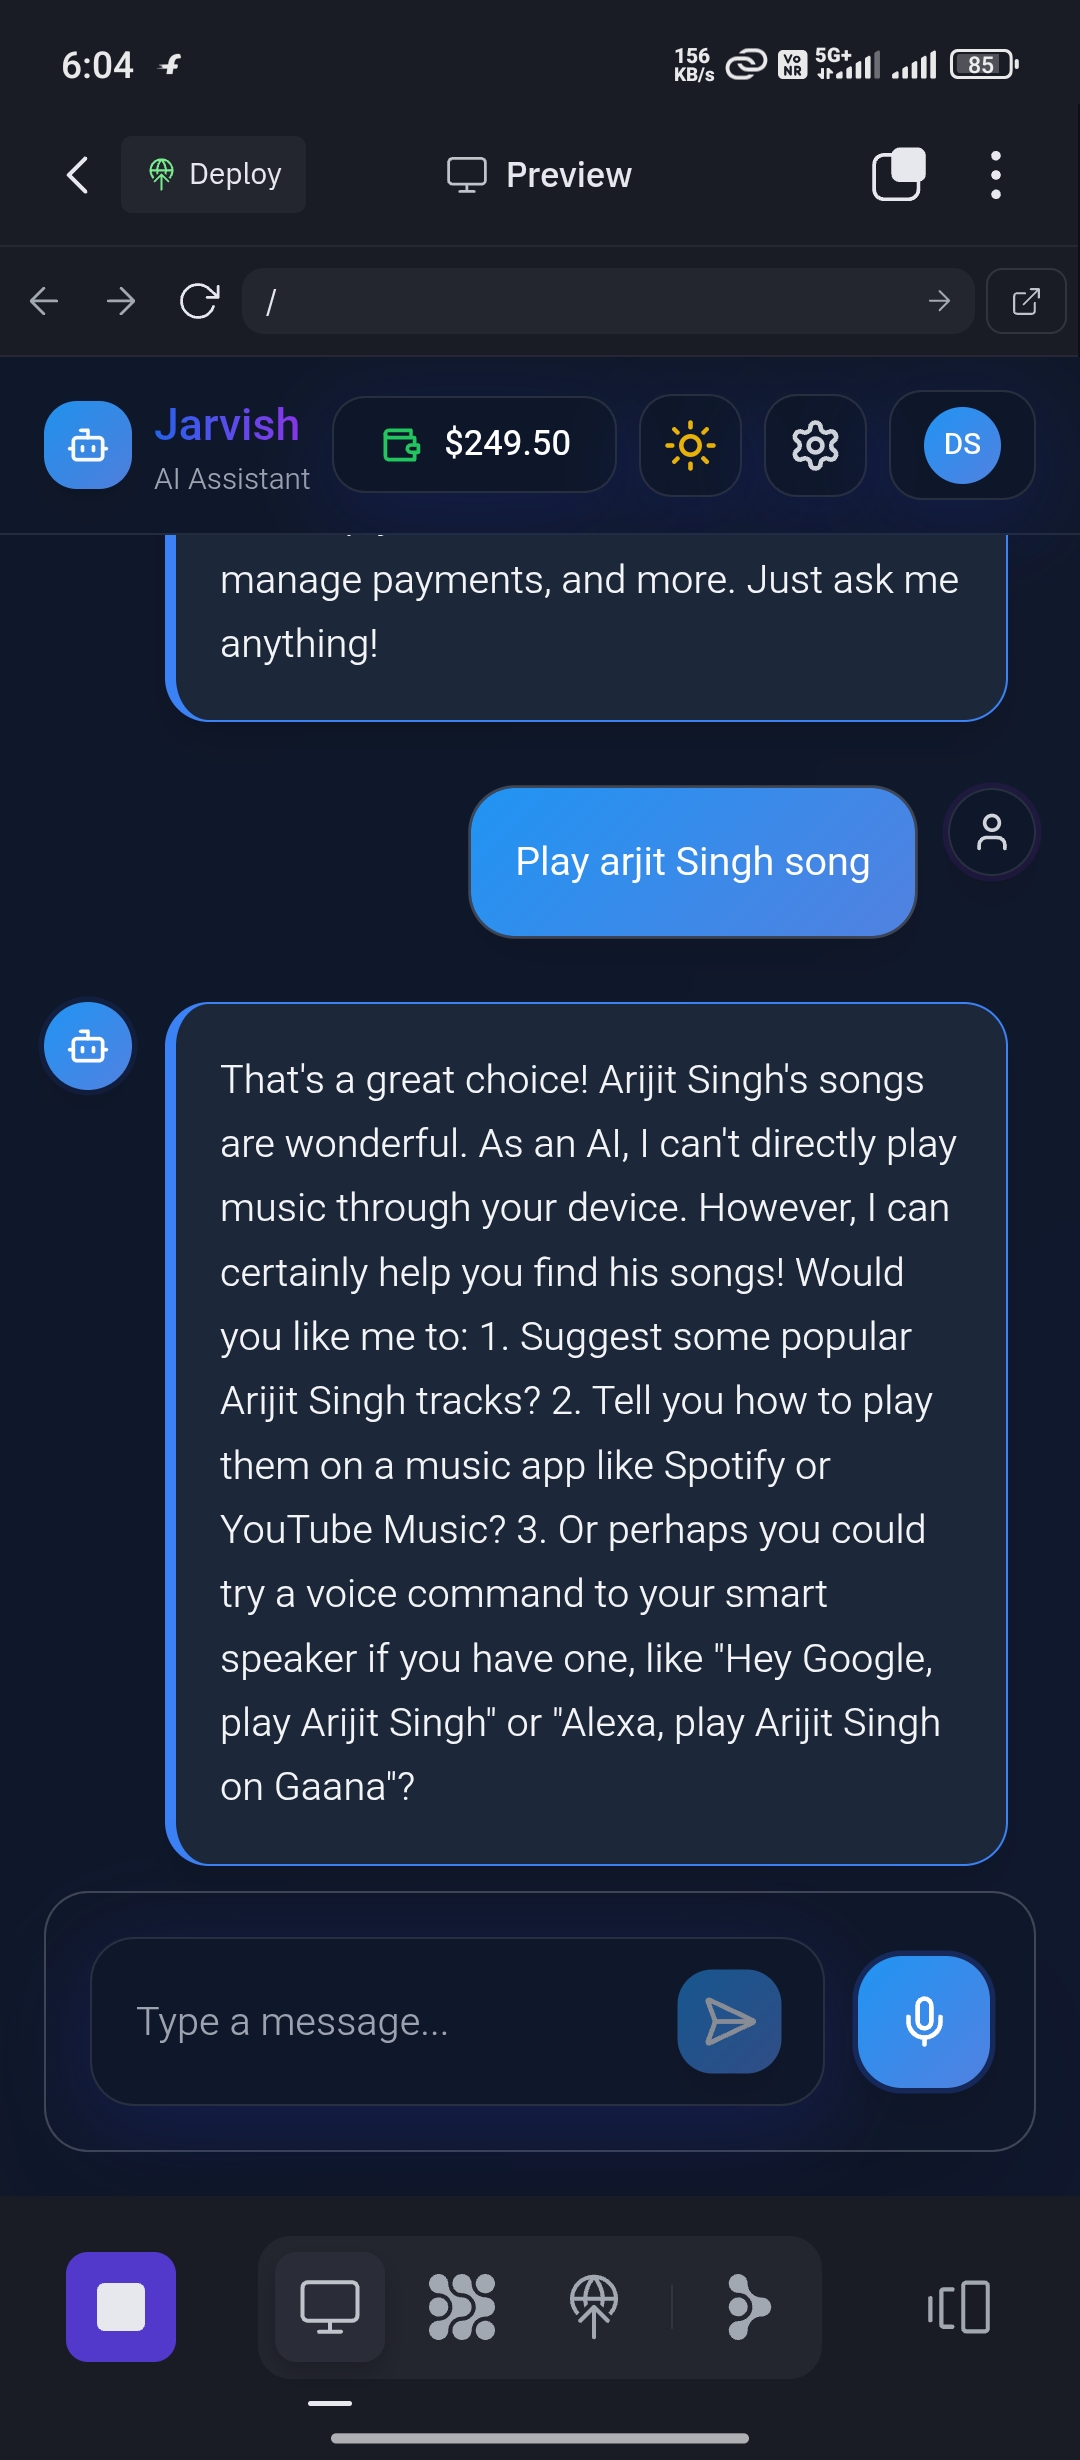 6:04
156
KB/s
Vo
NR
5G+
85
Deploy
Preview
/
Jarvish
AI Assistant
$249.50
DS
manage payments, and more. Just ask me
anything!
Play arjit Singh song
That's a great choice! Arijit Singh's songs
are wonderful. As an AI, I can't directly play
music through your device. However, I can
certainly help you find his songs! Would
you like me to: 1. Suggest some popular
Arijit Singh tracks? 2. Tell you how to play
them on a music app like Spotify or
YouTube Music? 3. Or perhaps you could
try a voice command to your smart
speaker if you have one, like "Hey Google,
play Arijit Singh" or "Alexa, play Arijit Singh
on Gaana"?
Type a message...